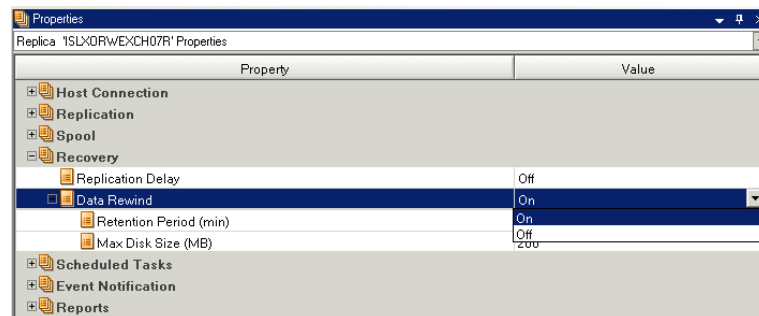 Properties
Replica 'ISLXORWEXCH07R' Properties
Property Value
Host Connection
Replication
Spool
Recovery
Replication Delay Off
Data Rewind On
Retention Period (min) On
Off
Max Disk Size (MB) 200
Scheduled Tasks
Event Notification
Reports